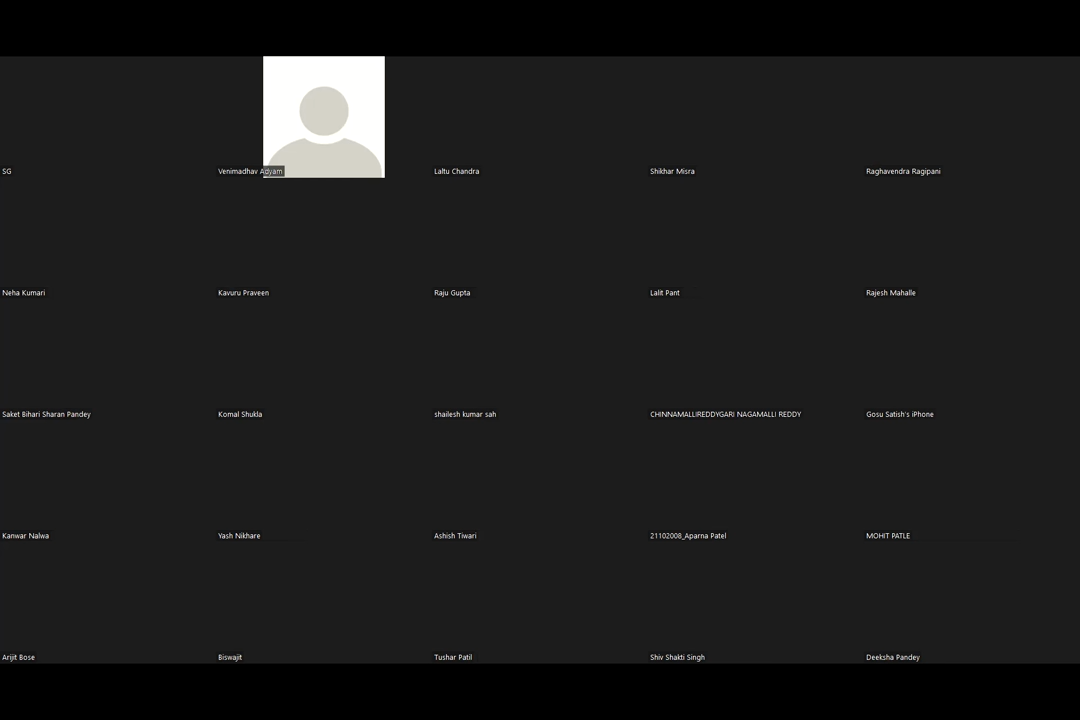 SG
Venimadhav Adyam
Laltu Chandra
Shikhar Misra
Raghavendra Ragipani
Neha Kumari
Kavuru Praveen
Raju Gupta
Lalit Pant
Rajesh Mahalle
Saket Bihari Sharan Pandey
Komal Shukla
shailesh kumar sah
CHINNAMALLIREDDYGARI NAGAMALLI REDDY
Gosu Satish's iPhone
Kanwar Nalwa
Yash Nikhare
Ashish Tiwari
21102008_Aparna Patel
MOHIT PATLE
Arijit Bose
Biswajit
Tushar Patil
Shiv Shakti Singh
Deeksha Pandey